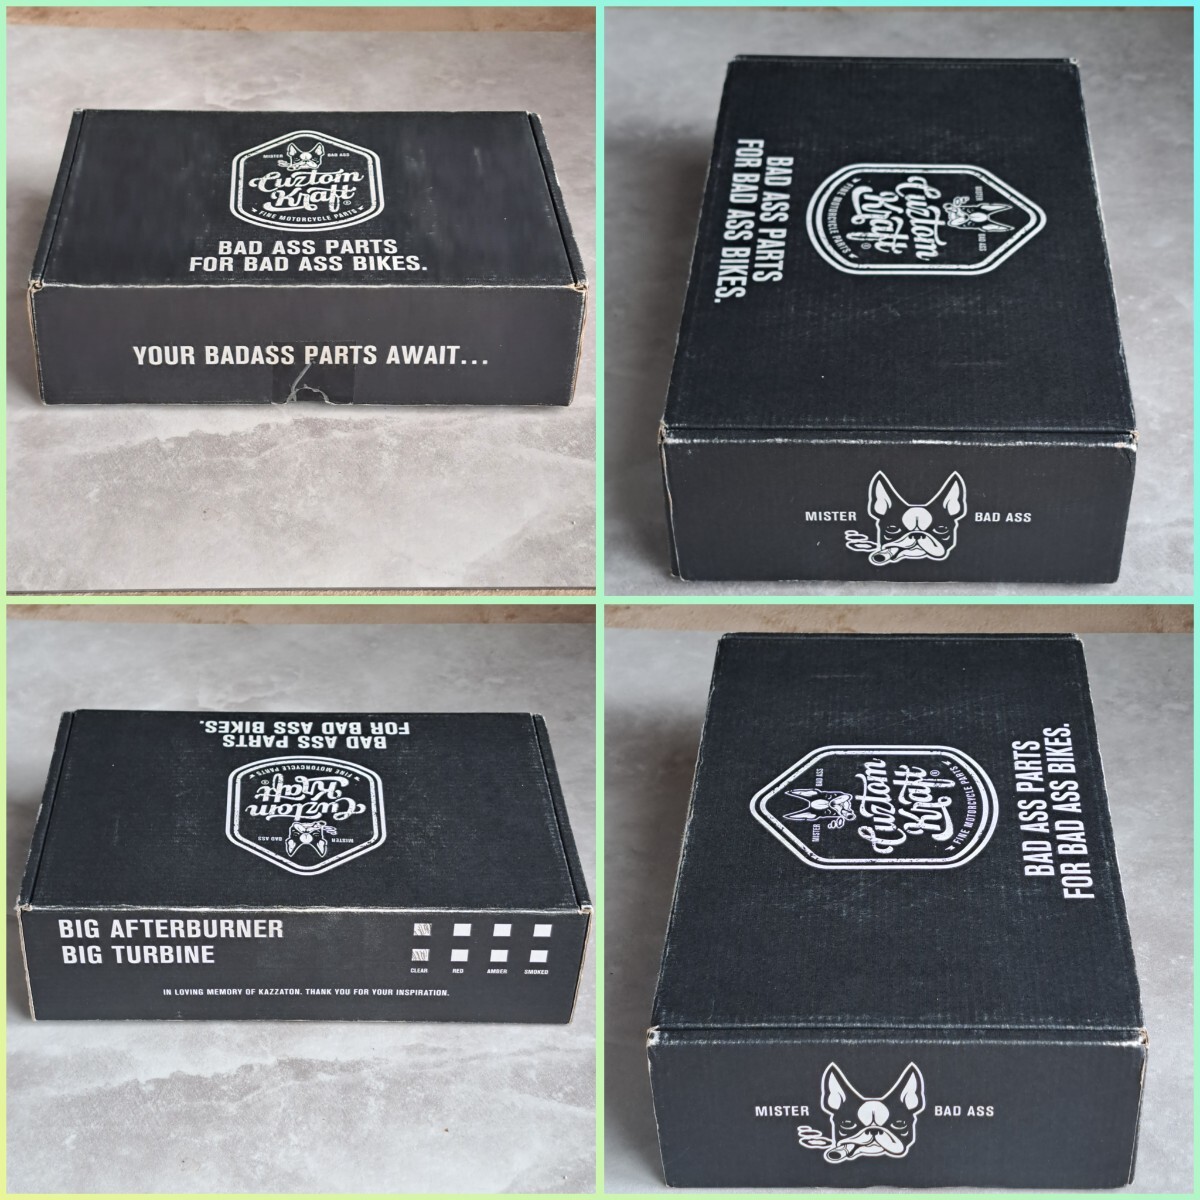 MISTER BAD ASS
Cuztom
Kraft®
FINE MOTORCYCLE PARTS
BAD ASS PARTS
FOR BAD ASS BIKES.
YOUR BADASS PARTS AWAIT...
MISTER BAD ASS
Cuztom
Kraft®
FINE MOTORCYCLE PARTS
BAD ASS PARTS
FOR BAD ASS BIKES.
MISTER BAD ASS
MISTER BAD ASS
Cuztom
Kraft®
FINE MOTORCYCLE PARTS
BAD ASS PARTS
FOR BAD ASS BIKES.
BIG AFTERBURNER
BIG TURBINE
CLEAR RED AMBER SMOKED
IN LOVING MEMORY OF KAZZATON. THANK YOU FOR YOUR INSPIRATION.
MISTER BAD ASS
Cuztom
Kraft®
FINE MOTORCYCLE PARTS
BAD ASS PARTS
FOR BAD ASS BIKES.
MISTER BAD ASS